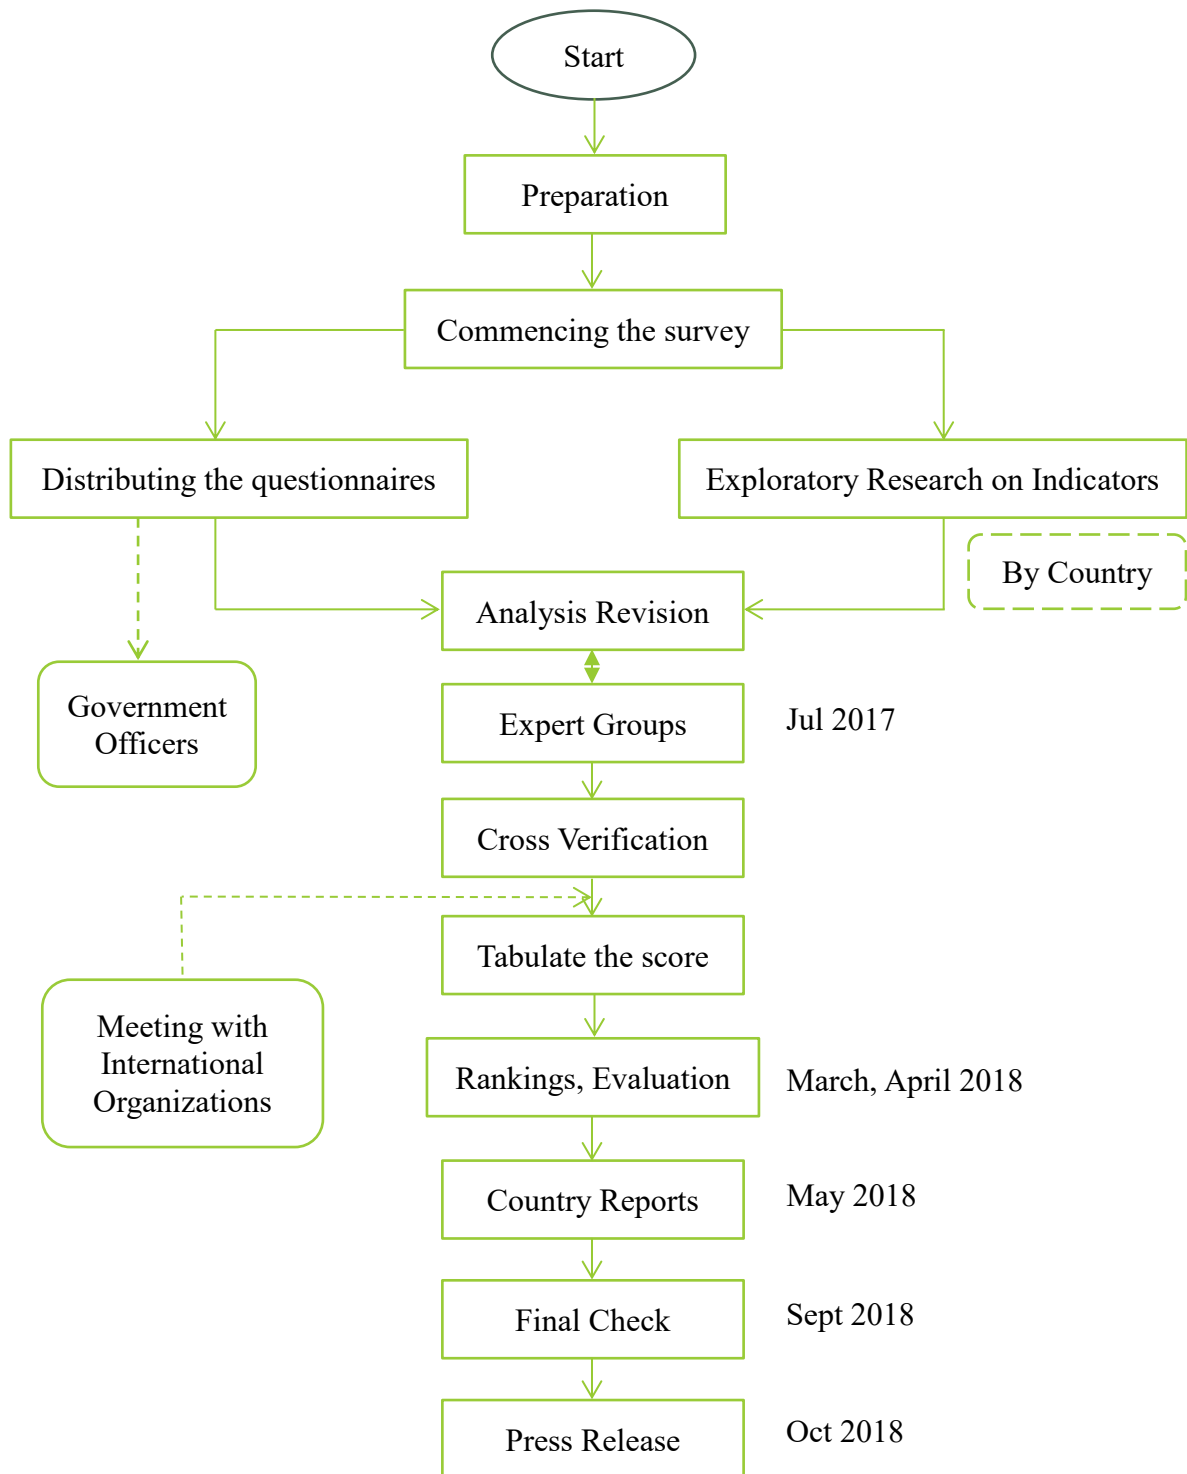 Start
Preparation
Commencing the survey
Distributing the questionnaires
Exploratory Research on Indicators
By Country
Analysis Revision
Government
Officers
Expert Groups
Jul 2017
Cross Verification
Tabulate the score
Meeting with
International
Organizations
Rankings, Evaluation
March, April 2018
Country Reports
May 2018
Final Check
Sept 2018
Press Release
Oct 2018